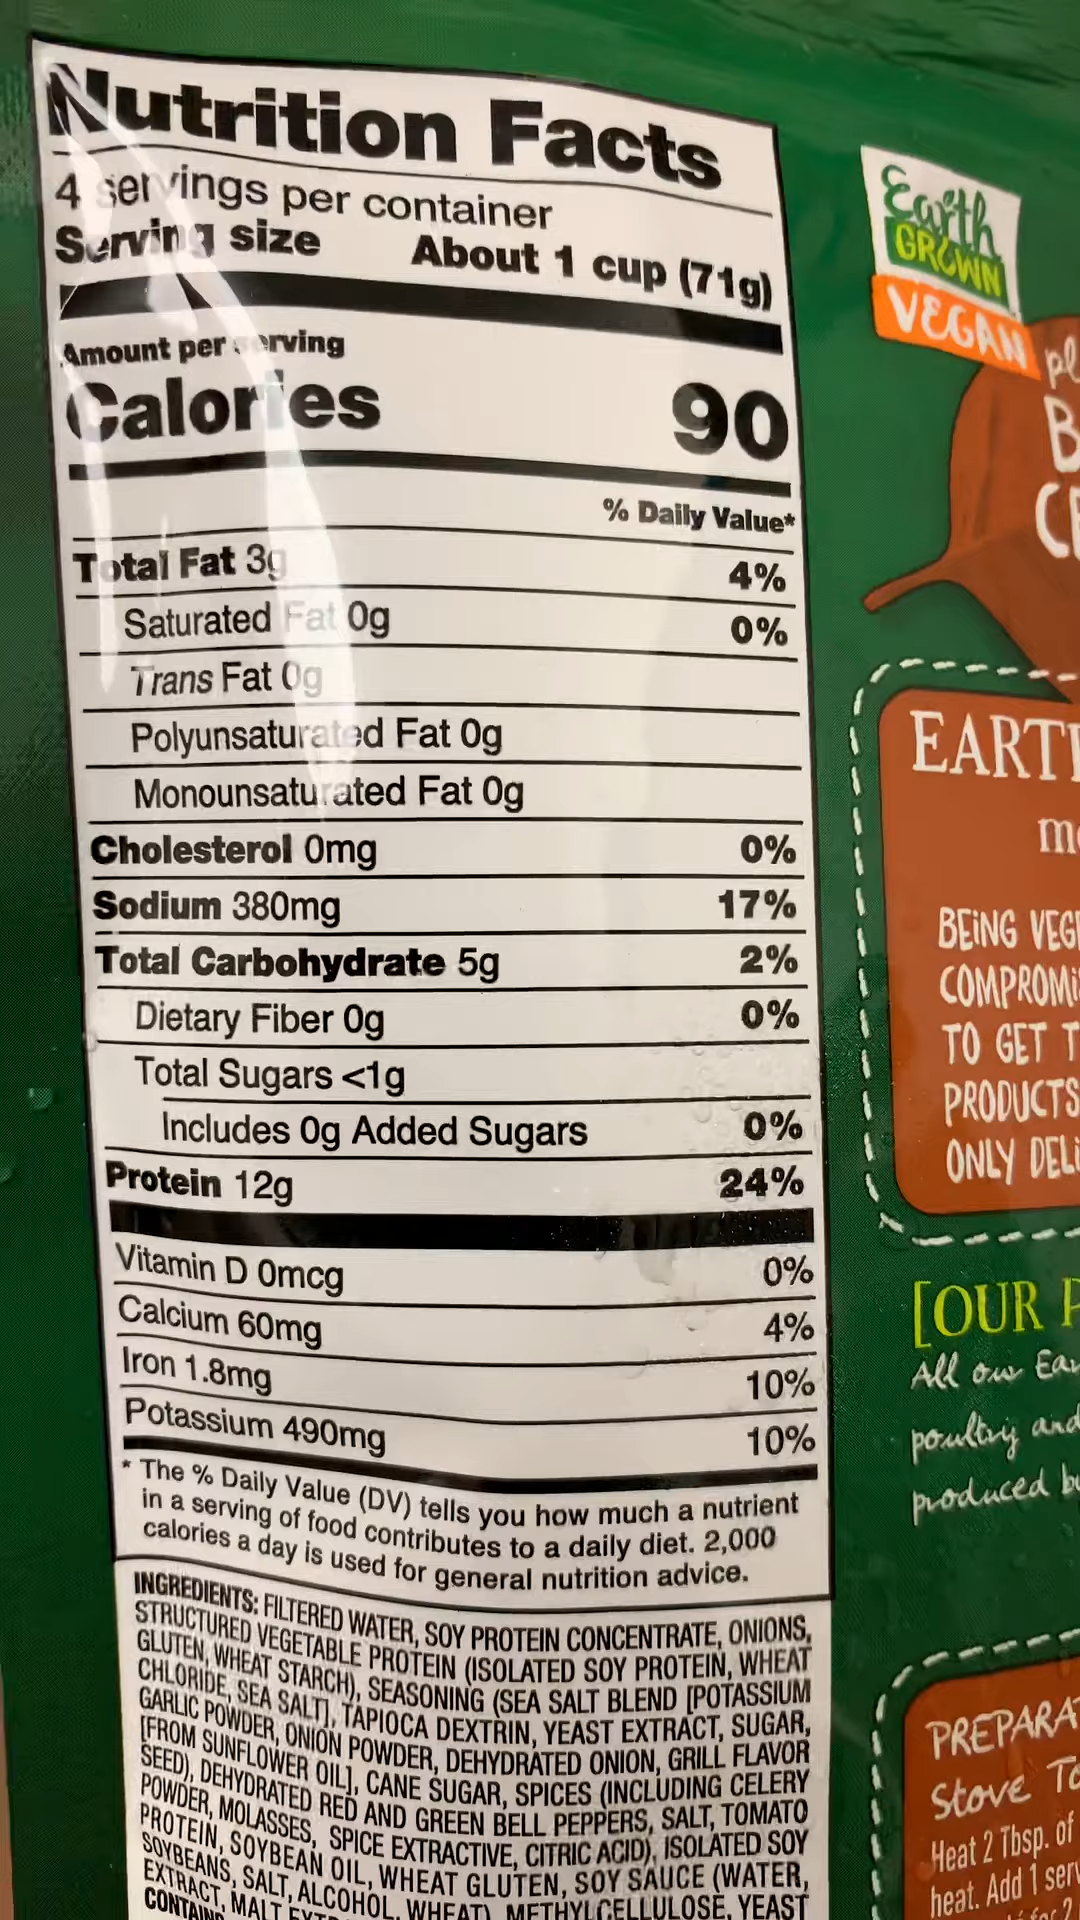 Nutrition Facts
4 servings per container
Serving size About 1 cup (71g)
Amount per serving
Calories 90
% Daily Value*
Total Fat 3g 4%
Saturated Fat 0g 0%
Trans Fat 0g
Polyunsaturated Fat 0g
Monounsaturated Fat 0g
Cholesterol 0mg 0%
Sodium 380mg 17%
Total Carbohydrate 5g 2%
Dietary Fiber 0g 0%
Total Sugars <1g
Includes 0g Added Sugars 0%
Protein 12g 24%
Vitamin D 0mcg 0%
Calcium 60mg 4%
Iron 1.8mg 10%
Potassium 490mg 10%
* The % Daily Value (DV) tells you how much a nutrient
in a serving of food contributes to a daily diet. 2,000
calories a day is used for general nutrition advice.
INGREDIENTS: FILTERED WATER, SOY PROTEIN CONCENTRATE, ONIONS,
STRUCTURED VEGETABLE PROTEIN (ISOLATED SOY PROTEIN, WHEAT
GLUTEN, WHEAT STARCH), SEASONING (SEA SALT BLEND [POTASSIUM
CHLORIDE, SEA SALT], TAPIOCA DEXTRIN, YEAST EXTRACT, SUGAR,
GARLIC POWDER, ONION POWDER, DEHYDRATED ONION, GRILL FLAVOR
[FROM SUNFLOWER OIL], CANE SUGAR, SPICES (INCLUDING CELERY
SEED), DEHYDRATED RED AND GREEN BELL PEPPERS, SALT, TOMATO
POWDER, MOLASSES, SPICE EXTRACTIVE, CITRIC ACID), ISOLATED SOY
PROTEIN, SOYBEAN OIL, WHEAT GLUTEN, SOY SAUCE (WATER,
SOYBEANS, SALT, ALCOHOL, WHEAT), METHYLCELLULOSE, YEAST
EXTRACT, MALT
Earth
GROWN
VEGAN
EARTH
BEING VEGE
COMPROMI
TO GET T
PRODUCTS
ONLY DELI
[OUR P
All our Ear
poultry and
produced b
PREPARAT
Stove To
Heat 2 Tbsp. of
heat. Add 1 serv